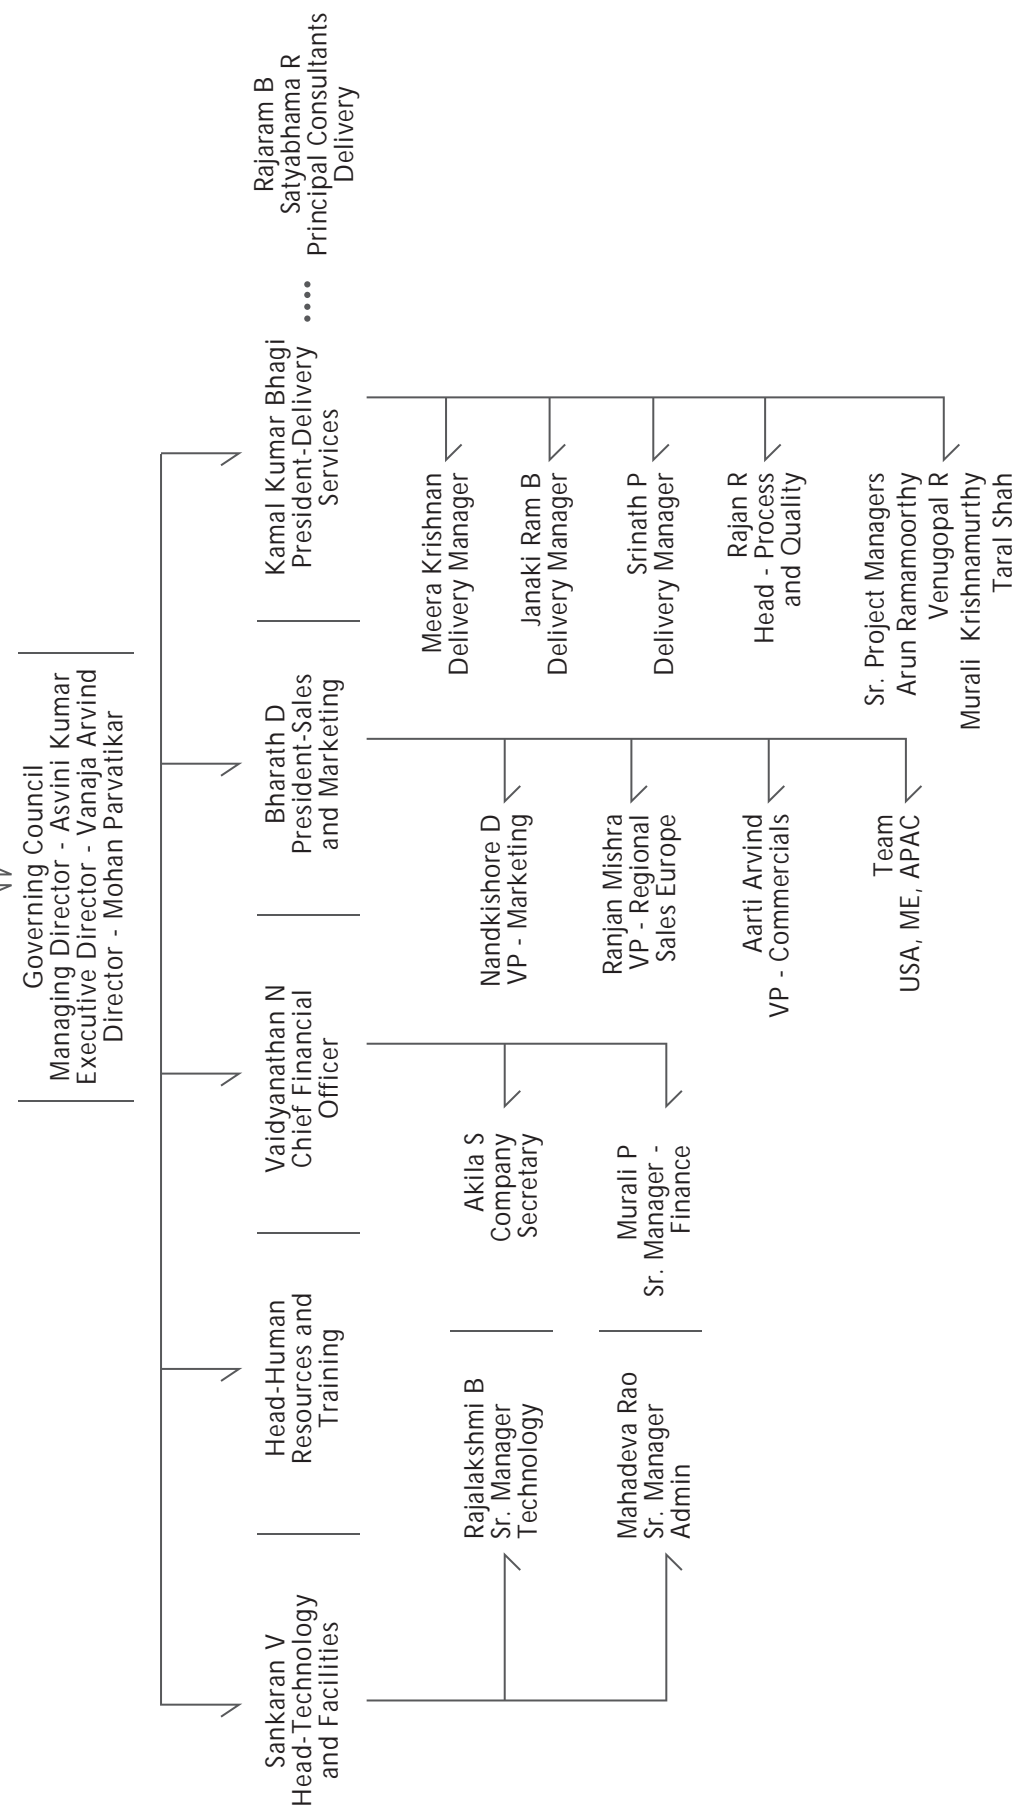 Governing Council
Managing Director - Asvini Kumar
Executive Director - Vanaja Arvind
Director - Mohan Parvatikar
Sankaran V
Head-Technology
and Facilities
Head-Human
Resources and
Training
Vaidyanathan N
Chief Financial
Officer
Bharath D
President-Sales
and Marketing
Kamal Kumar Bhagi
President-Delivery
Services
Rajaram B
Satyabhama R
Principal Consultants
Delivery
Rajalakshmi B
Sr. Manager
Technology
Mahadeva Rao
Sr. Manager
Admin
Akila S
Company
Secretary
Murali P
Sr. Manager -
Finance
Nandkishore D
VP - Marketing
Ranjan Mishra
VP - Regional
Sales Europe
Aarti Arvind
VP - Commercials
Team
USA, ME, APAC
Meera Krishnan
Delivery Manager
Janaki Ram B
Delivery Manager
Srinath P
Delivery Manager
Rajan R
Head - Process
and Quality
Sr. Project Managers
Arun Ramamoorthy
Venugopal R
Murali Krishnamurthy
Taral Shah